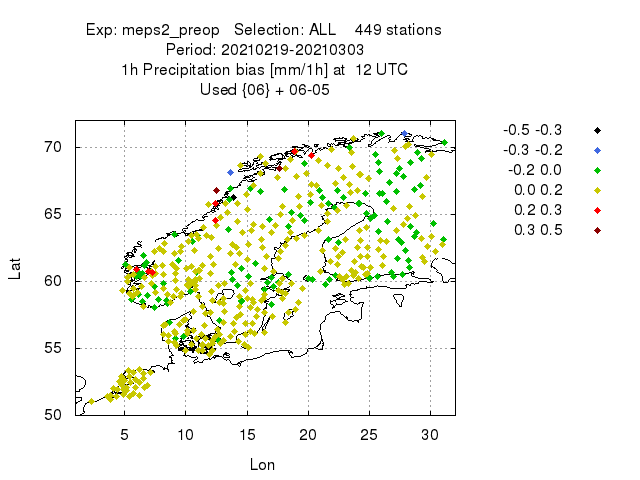 Exp: meps2_preop Selection: ALL 449 stations
Period: 20210219-20210303
1h Precipitation bias [mm/1h] at 12 UTC
Used {06} + 06-05
-0.5 -0.3
-0.3 -0.2
-0.2 0.0
0.0 0.2
0.2 0.3
0.3 0.5
70
65
60
55
50
Lat
5 10 15 20 25 30
Lon